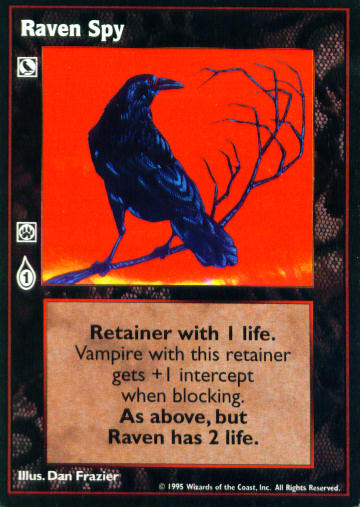 Raven Spy
1
Retainer with 1 life.
Vampire with this retainer
gets +1 intercept
when blocking.
As above, but
Raven has 2 life.
Illus. Dan Frazier
© 1995 Wizards of the Coast, Inc. All Rights Reserved.